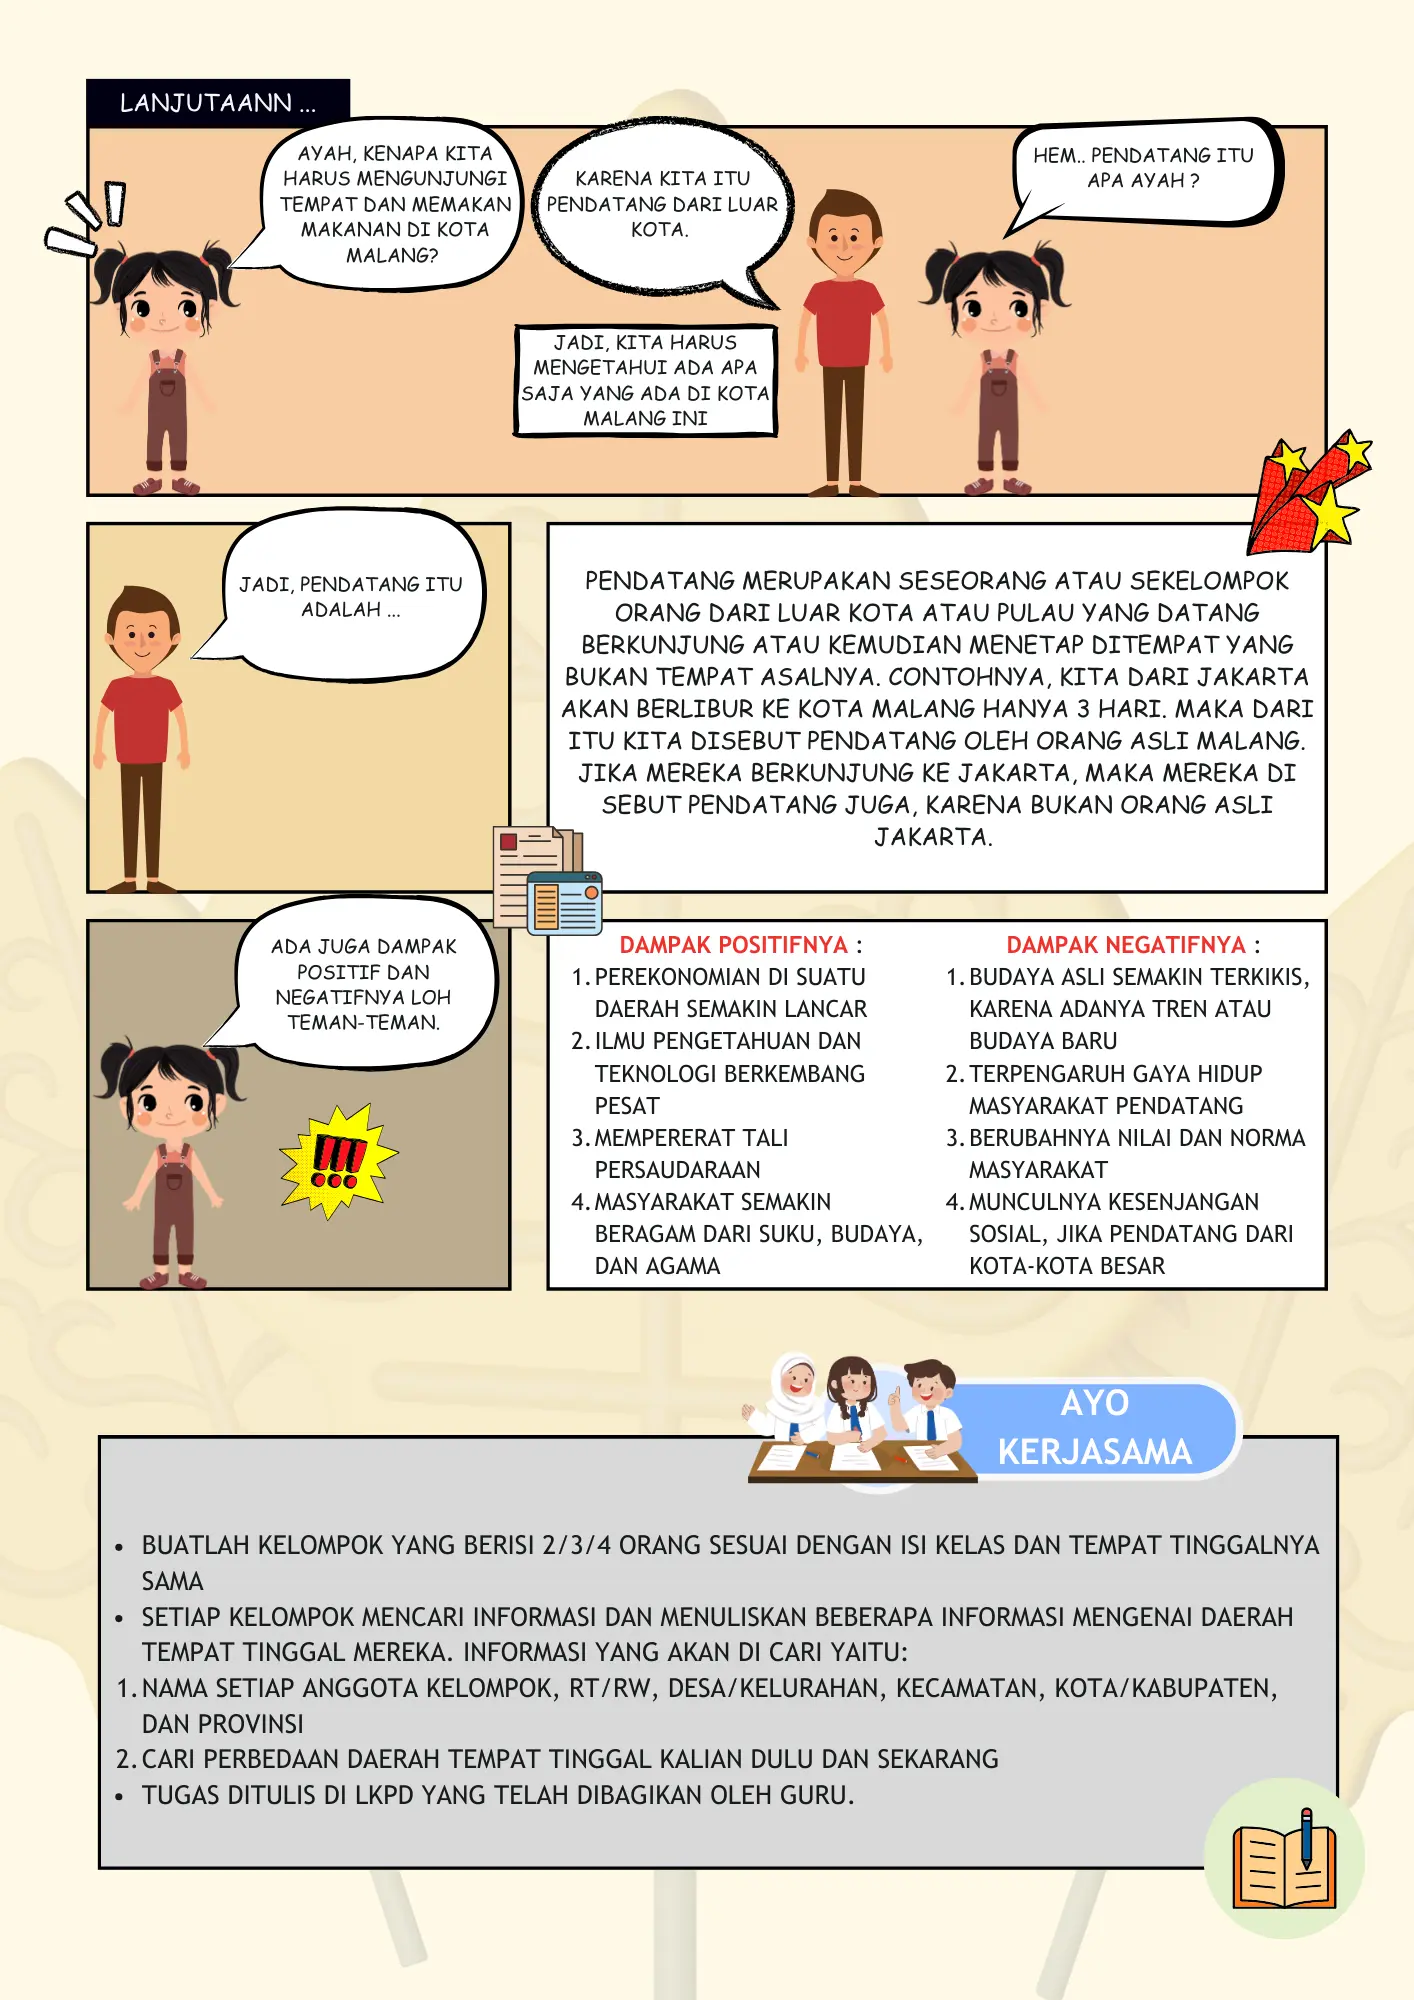 LANJUTAANN ...
AYAH, KENAPA KITA
HARUS MENGUNJUNGI
TEMPAT DAN MEMAKAN
MAKANAN DI KOTA
MALANG?
KARENA KITA ITU
PENDATANG DARI LUAR
KOTA.
JADI, KITA HARUS
MENGETAHUI ADA APA
SAJA YANG ADA DI KOTA
MALANG INI
HEM.. PENDATANG ITU
APA AYAH ?
JADI, PENDATANG ITU
ADALAH ...
PENDATANG MERUPAKAN SESEORANG ATAU SEKELOMPOK
ORANG DARI LUAR KOTA ATAU PULAU YANG DATANG
BERKUNJUNG ATAU KEMUDIAN MENETAP DITEMPAT YANG
BUKAN TEMPAT ASALNYA. CONTOHNYA, KITA DARI JAKARTA
AKAN BERLIBUR KE KOTA MALANG HANYA 3 HARI. MAKA DARI
ITU KITA DISEBUT PENDATANG OLEH ORANG ASLI MALANG.
JIKA MEREKA BERKUNJUNG KE JAKARTA, MAKA MEREKA DI
SEBUT PENDATANG JUGA, KARENA BUKAN ORANG ASLI
JAKARTA.
ADA JUGA DAMPAK
POSITIF DAN
NEGATIFNYA LOH
TEMAN-TEMAN.
!!!
DAMPAK POSITIFNYA :
1. PEREKONOMIAN DI SUATU
DAERAH SEMAKIN LANCAR
2. ILMU PENGETAHUAN DAN
TEKNOLOGI BERKEMBANG
PESAT
3. MEMPERERAT TALI
PERSAUDARAAN
4. MASYARAKAT SEMAKIN
BERAGAM DARI SUKU, BUDAYA,
DAN AGAMA
DAMPAK NEGATIFNYA :
1. BUDAYA ASLI SEMAKIN TERKIKIS,
KARENA ADANYA TREN ATAU
BUDAYA BARU
2. TERPENGARUH GAYA HIDUP
MASYARAKAT PENDATANG
3. BERUBAHNYA NILAI DAN NORMA
MASYARAKAT
4. MUNCULNYA KESENJANGAN
SOSIAL, JIKA PENDATANG DARI
KOTA-KOTA BESAR
AYO
KERJASAMA
• BUATLAH KELOMPOK YANG BERISI 2/3/4 ORANG SESUAI DENGAN ISI KELAS DAN TEMPAT TINGGALNYA
SAMA
• SETIAP KELOMPOK MENCARI INFORMASI DAN MENULISKAN BEBERAPA INFORMASI MENGENAI DAERAH
TEMPAT TINGGAL MEREKA. INFORMASI YANG AKAN DI CARI YAITU:
1. NAMA SETIAP ANGGOTA KELOMPOK, RT/RW, DESA/KELURAHAN, KECAMATAN, KOTA/KABUPATEN,
DAN PROVINSI
2. CARI PERBEDAAN DAERAH TEMPAT TINGGAL KALIAN DULU DAN SEKARANG
• TUGAS DITULIS DI LKPD YANG TELAH DIBAGIKAN OLEH GURU.